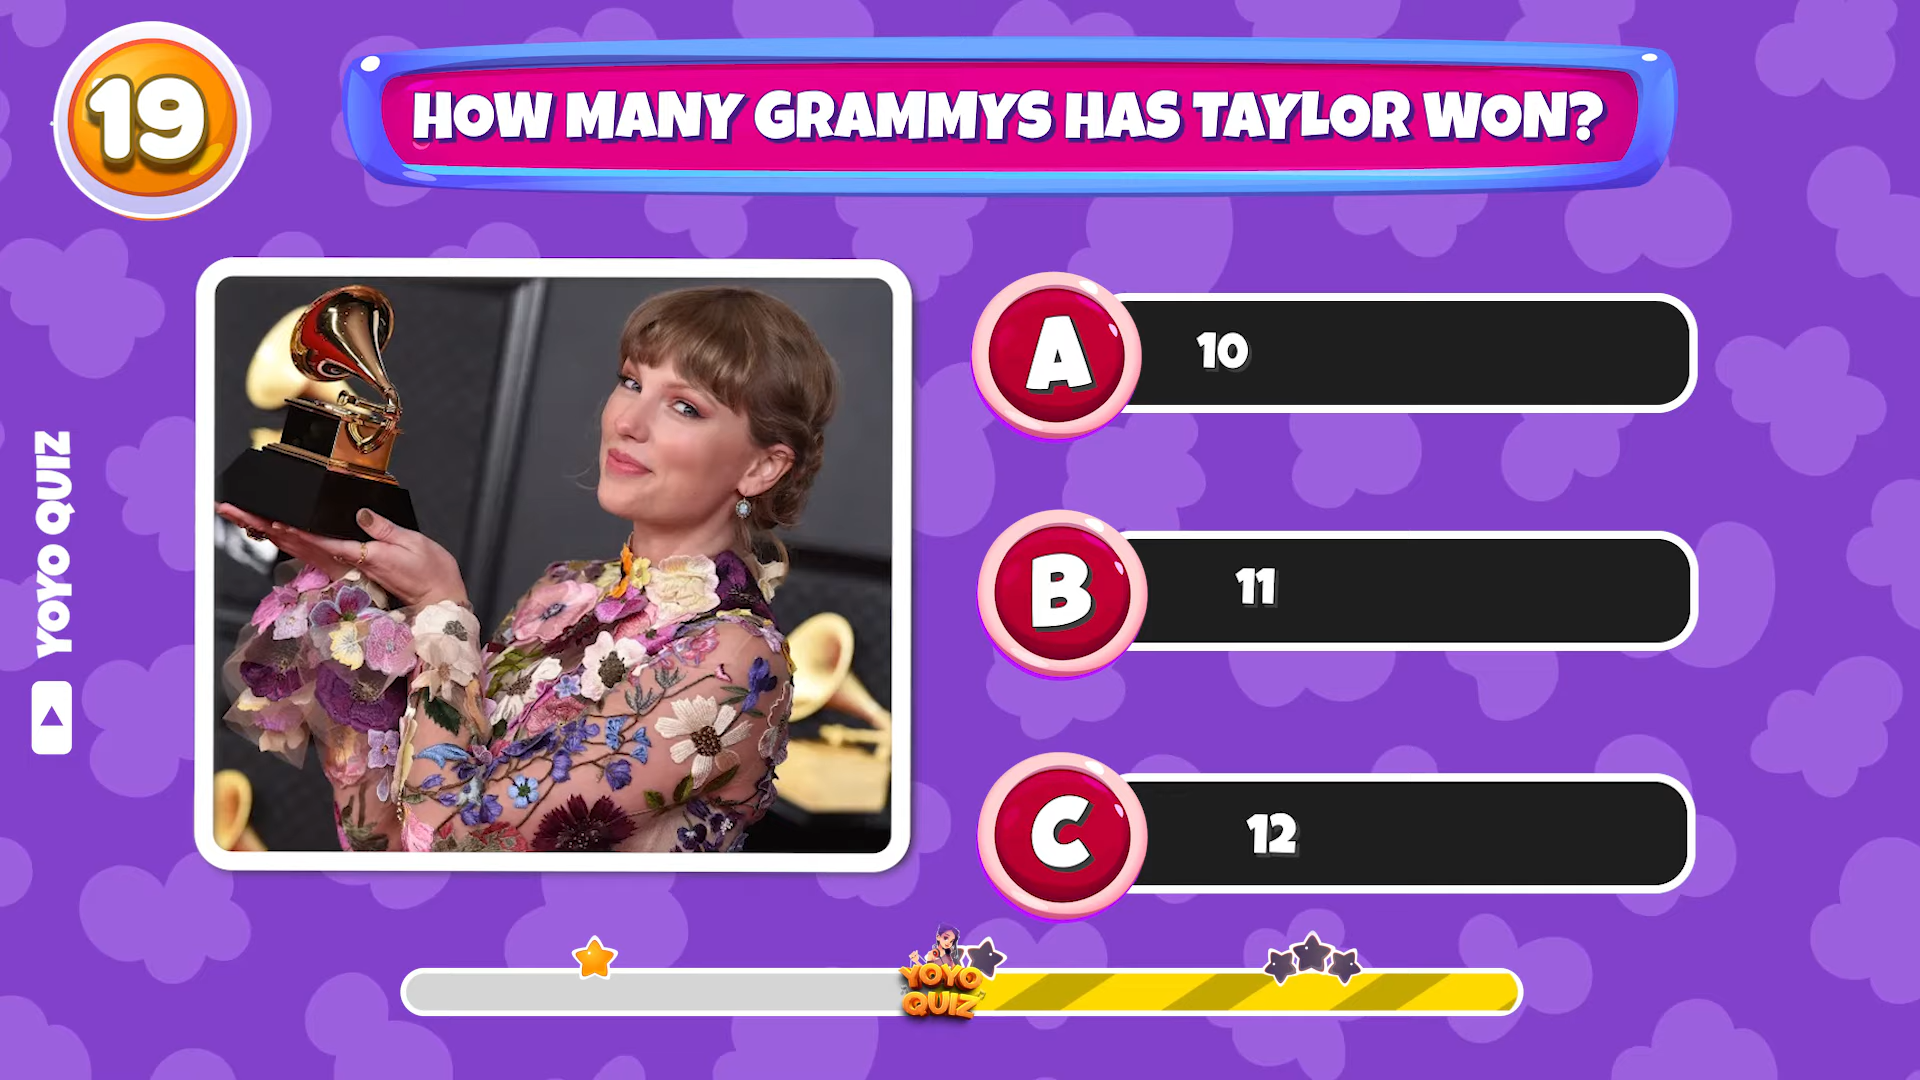 19
HOW MANY GRAMMYS HAS TAYLOR WON?
YOYO QUIZ
A
10
B
11
C
12
YOYO
QUIZ